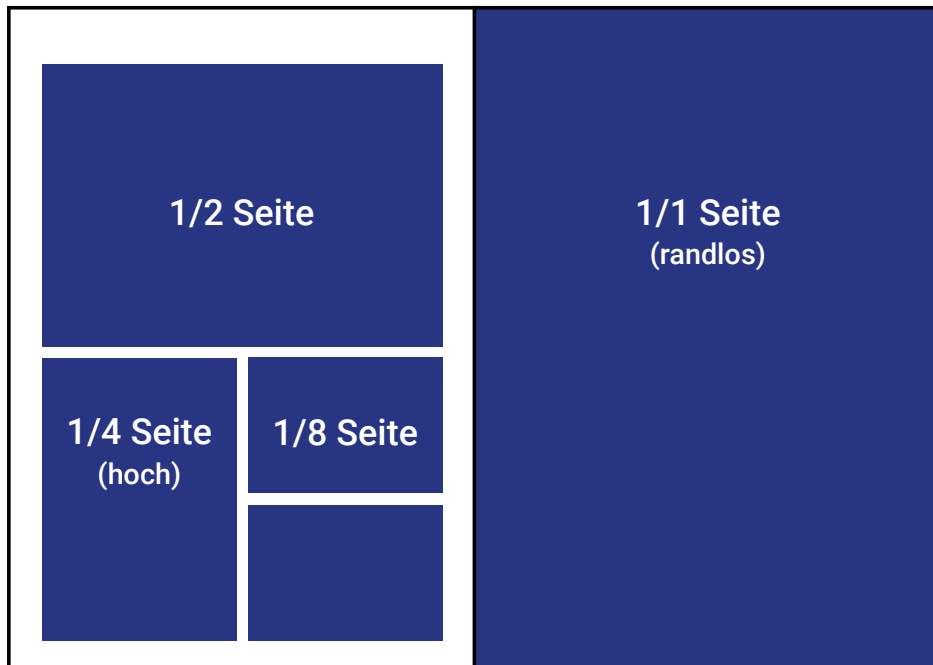 1/2 Seite
1/4 Seite
(hoch)
1/8 Seite
1/1 Seite
(randlos)